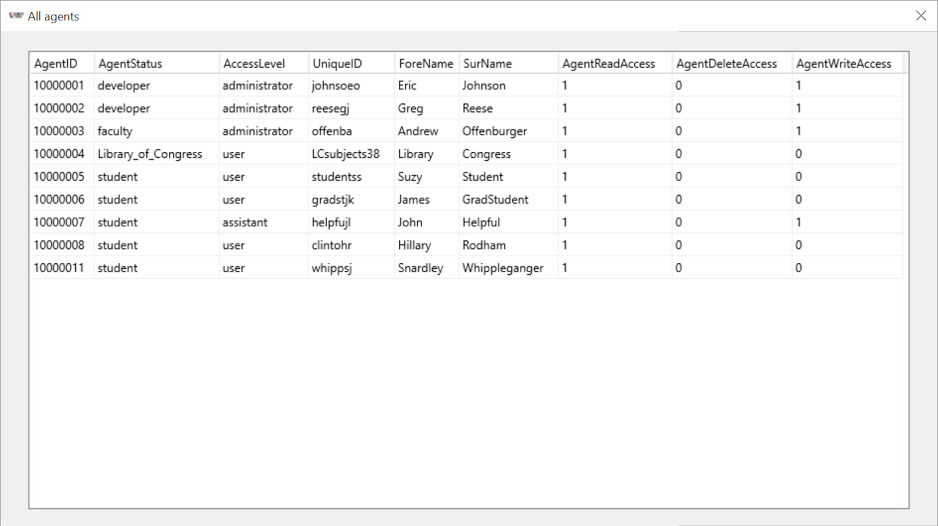 All agents
AgentID AgentStatus AccessLevel UniqueID ForeName SurName AgentReadAccess AgentDeleteAccess AgentWriteAccess
10000001 developer administrator johnsoeo Eric Johnson 1 0 1
10000002 developer administrator reesegj Greg Reese 1 0 1
10000003 faculty administrator offenba Andrew Offenburger 1 0 1
10000004 Library_of_Congress user LCsubjects38 Library Congress 1 0 0
10000005 student user studentss Suzy Student 1 0 0
10000006 student user gradstjk James GradStudent 1 0 0
10000007 student assistant helpfujl John Helpful 1 0 1
10000008 student user clintohr Hillary Rodham 1 0 0
10000011 student user whippsj Snardley Whippleganger 1 0 0